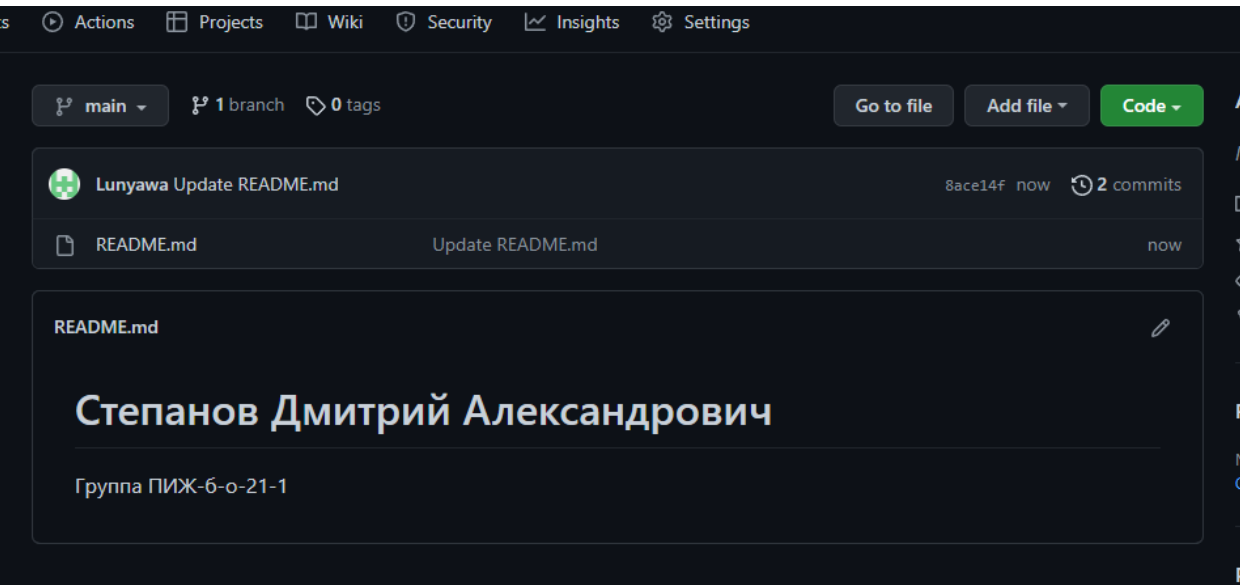 Actions Projects Wiki Security Insights Settings
main 1 branch 0 tags Go to file Add file Code
Lunyawa Update README.md 8ace14f now 2 commits
README.md Update README.md now
README.md
Степанов Дмитрий Александрович
Группа ПИЖ-б-о-21-1